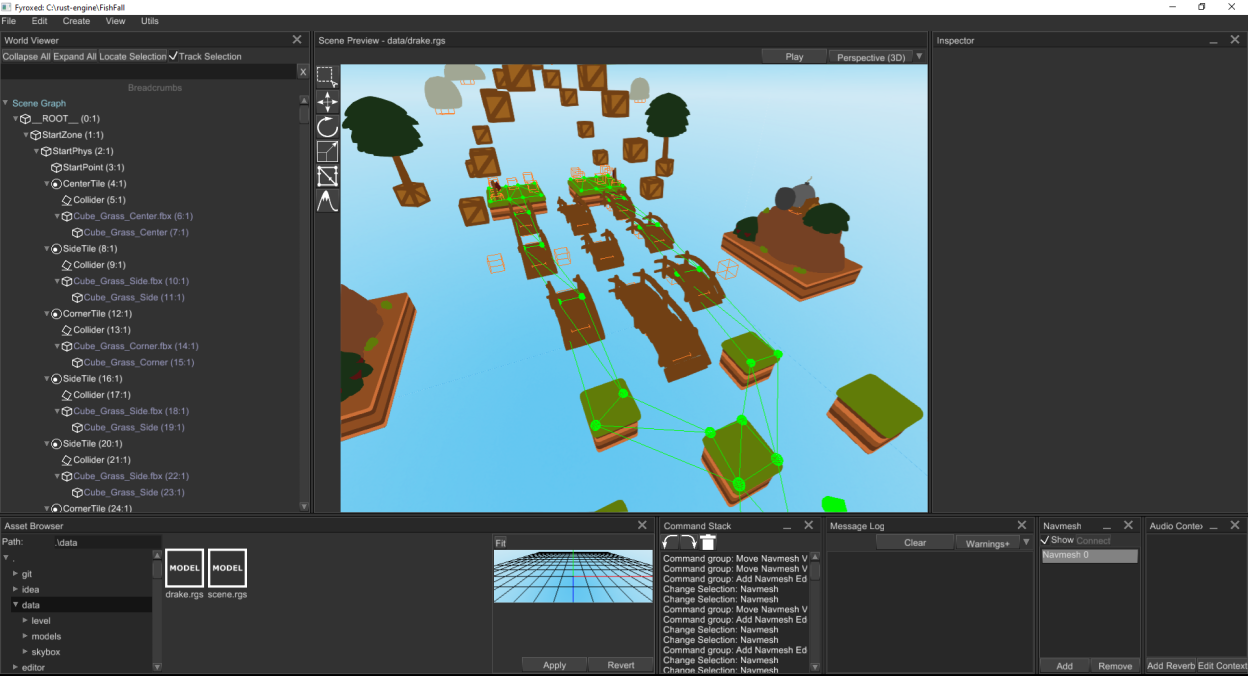 Fyroxed: C:\rust-engine\FishFall
File Edit Create View Utils
World Viewer
Collapse All Expand All Locate Selection Track Selection
X
Breadcrumbs
Scene Graph
__ROOT__ (0:1)
StartZone (1:1)
StartPhys (2:1)
StartPoint (3:1)
CenterTile (4:1)
Collider (5:1)
Cube_Grass_Center.fbx (6:1)
Cube_Grass_Center (7:1)
SideTile (8:1)
Collider (9:1)
Cube_Grass_Side.fbx (10:1)
Cube_Grass_Side (11:1)
CornerTile (12:1)
Collider (13:1)
Cube_Grass_Corner.fbx (14:1)
Cube_Grass_Corner (15:1)
SideTile (16:1)
Collider (17:1)
Cube_Grass_Side.fbx (18:1)
Cube_Grass_Side (19:1)
SideTile (20:1)
Collider (21:1)
Cube_Grass_Side.fbx (22:1)
Cube_Grass_Side (23:1)
CornerTile (24:1)
Scene Preview - data/drake.rgs
Play Perspective (3D)
Inspector
Asset Browser
Path: .\data
.
git
idea
data
level
models
skybox
editor
MODEL MODEL
drake.rgs scene.rgs
Fit
Apply Revert
Command Stack
Command group: Move Navmesh V
Command group: Move Navmesh V
Command group: Add Navmesh Ed
Change Selection: Navmesh
Change Selection: Navmesh
Command group: Move Navmesh V
Command group: Add Navmesh Ed
Change Selection: Navmesh
Change Selection: Navmesh
Command group: Add Navmesh Ed
Change Selection: Navmesh
Change Selection: Navmesh
Message Log
Clear Warnings+
Navmesh
Show Connect
Navmesh 0
Add Remove
Audio Contex
Add Reverb Edit Context